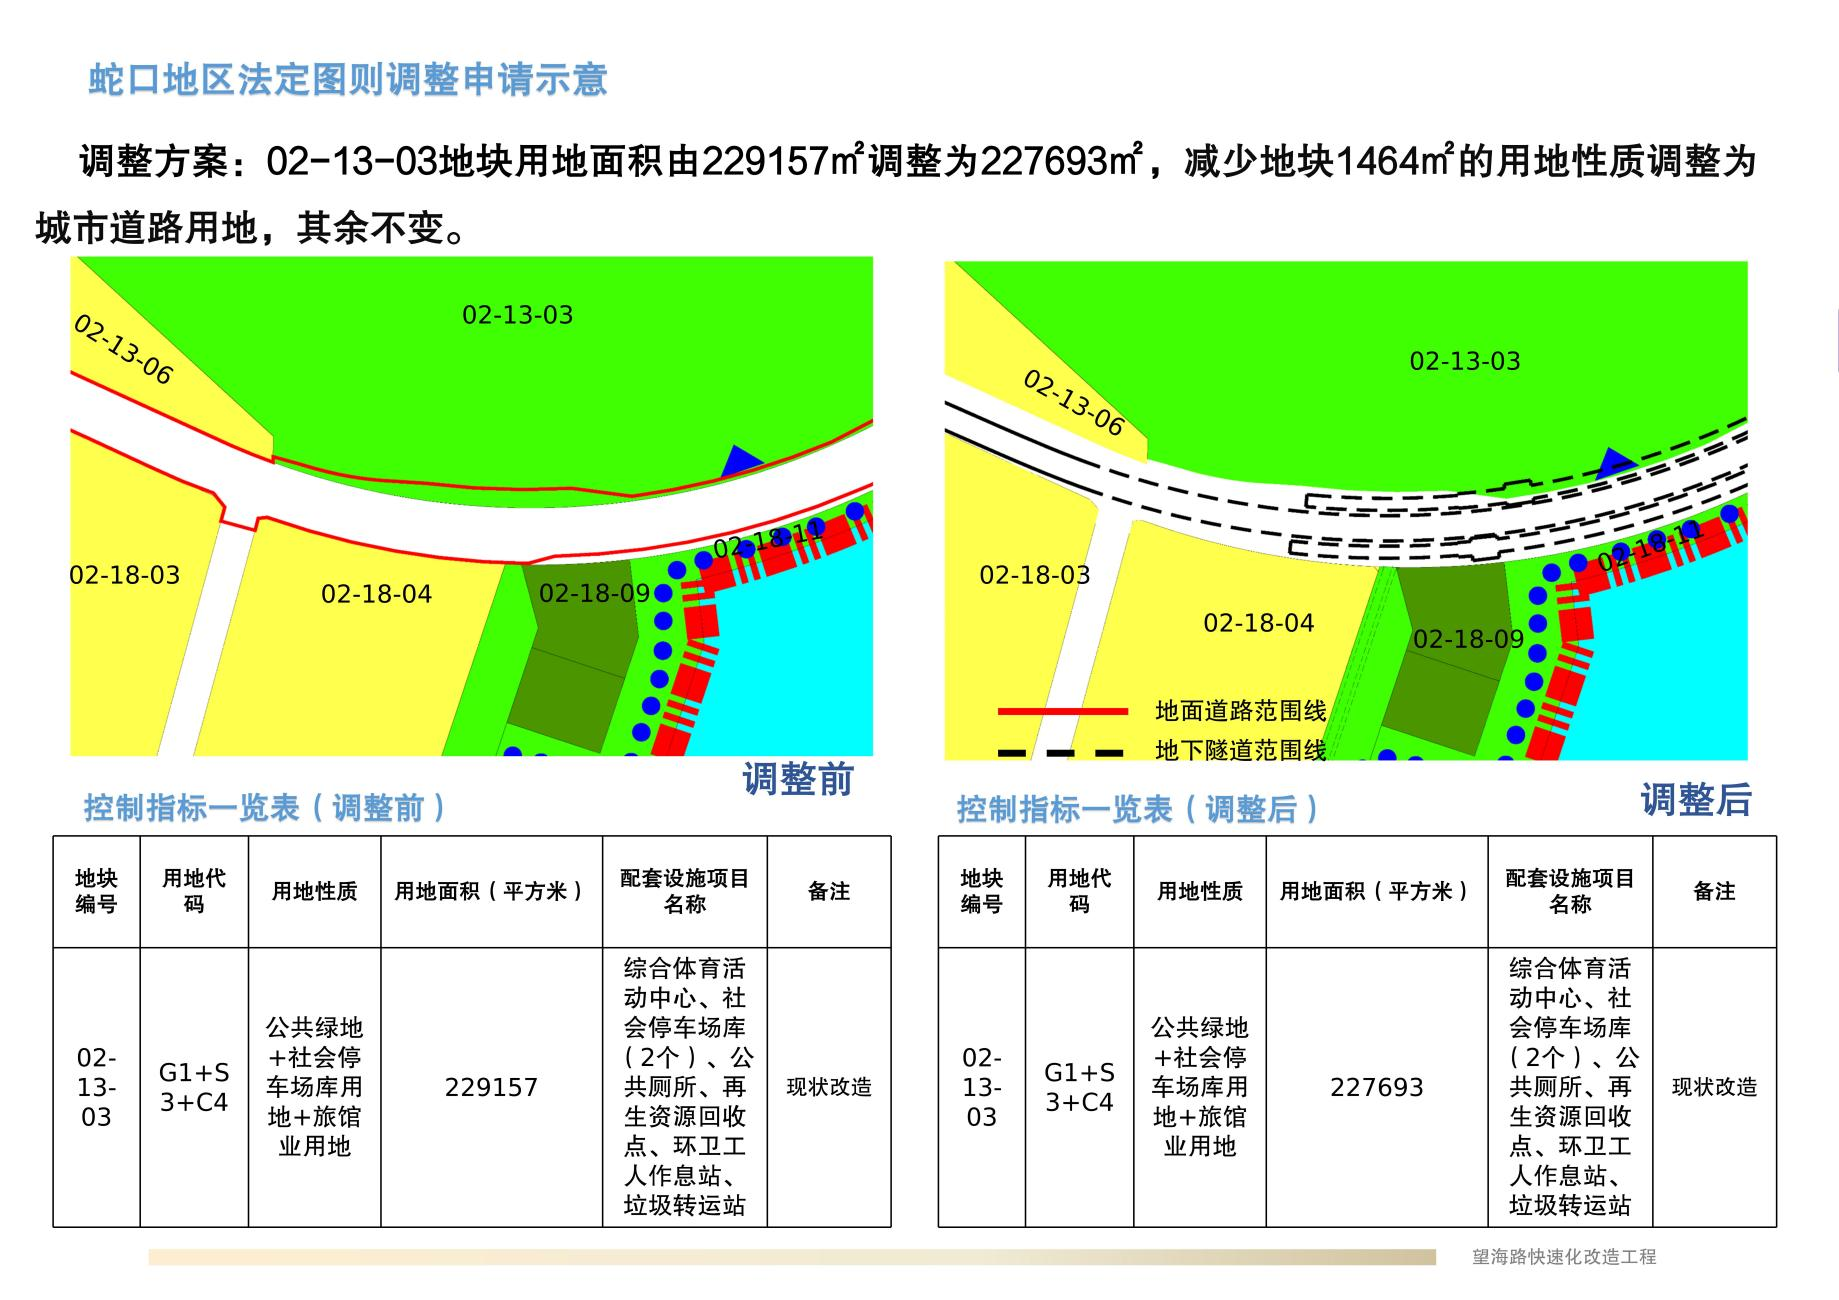 蛇口地区法定图则调整申请示意
调整方案：02-13-03地块用地面积由229157㎡调整为227693㎡，减少地块1464㎡的用地性质调整为
城市道路用地，其余不变。
02-13-03
02-13-06
02-18-11
02-18-03
02-18-04
02-18-09
调整前
02-13-03
02-13-06
02-18-11
02-18-03
02-18-04
02-18-09
地面道路范围线
地下隧道范围线
调整后
控制指标一览表（调整前）
地块
编号
用地代
码
用地性质
用地面积（平方米）
配套设施项目
名称
备注
02-
13-
03
G1+S
3+C4
公共绿地
+社会停
车场库用
地+旅馆
业用地
229157
综合体育活
动中心、社
会停车场库
（2个）、公
共厕所、再
生资源回收
点、环卫工
人作息站、
垃圾转运站
现状改造
控制指标一览表（调整后）
地块
编号
用地代
码
用地性质
用地面积（平方米）
配套设施项目
名称
备注
02-
13-
03
G1+S
3+C4
公共绿地
+社会停
车场库用
地+旅馆
业用地
227693
综合体育活
动中心、社
会停车场库
（2个）、公
共厕所、再
生资源回收
点、环卫工
人作息站、
垃圾转运站
现状改造
望海路快速化改造工程